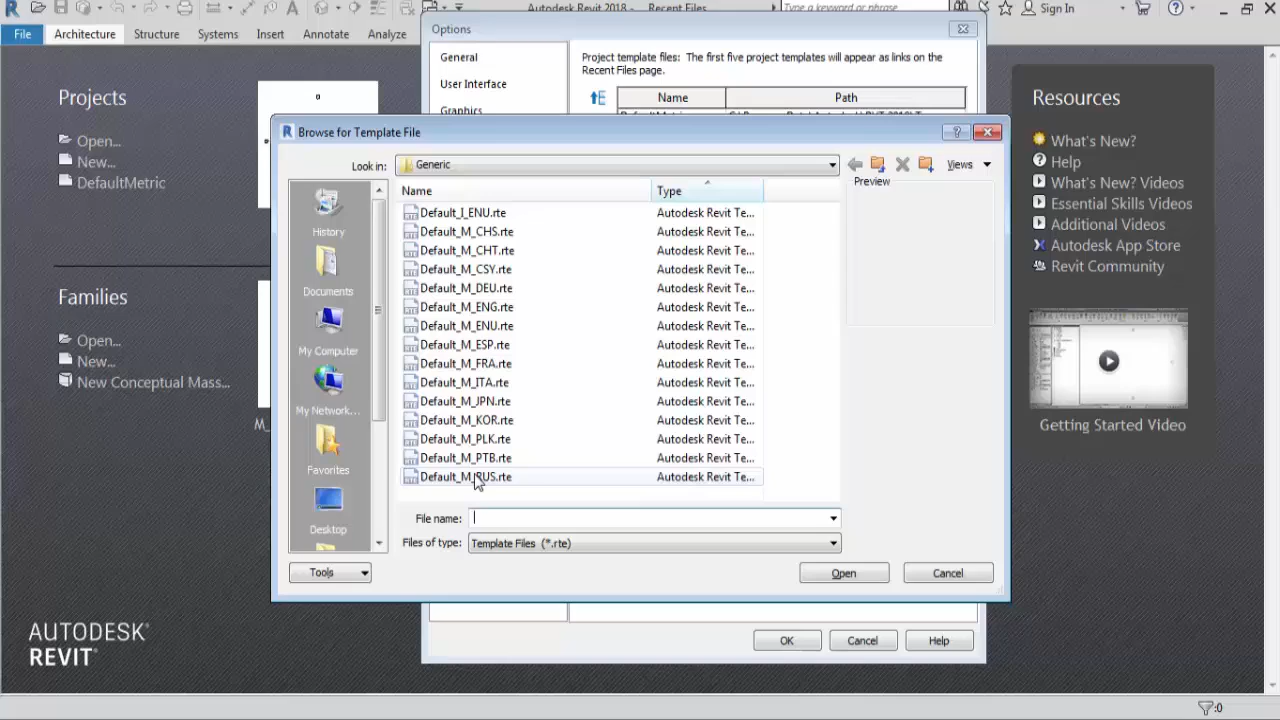 Autodesk Revit 2018 - Recent Files
Type a keyword or phrase
Sign In
File
Architecture
Structure
Systems
Insert
Annotate
Analyze
Options
General
User Interface
Graphics
Project template files: The first five project templates will appear as links on the
Recent Files page.
Name
Path
Projects
Open...
New...
DefaultMetric
Families
Open...
New...
New Conceptual Mass...
AUTODESK®
REVIT®
Browse for Template File
Look in:
Generic
Views
Preview
Name
Type
History
Documents
My Computer
My Network...
Favorites
Desktop
Default_I_ENU.rte Autodesk Revit Te...
Default_M_CHS.rte Autodesk Revit Te...
Default_M_CHT.rte Autodesk Revit Te...
Default_M_CSY.rte Autodesk Revit Te...
Default_M_DEU.rte Autodesk Revit Te...
Default_M_ENG.rte Autodesk Revit Te...
Default_M_ENU.rte Autodesk Revit Te...
Default_M_ESP.rte Autodesk Revit Te...
Default_M_FRA.rte Autodesk Revit Te...
Default_M_ITA.rte Autodesk Revit Te...
Default_M_JPN.rte Autodesk Revit Te...
Default_M_KOR.rte Autodesk Revit Te...
Default_M_PLK.rte Autodesk Revit Te...
Default_M_PTB.rte Autodesk Revit Te...
Default_M_RUS.rte Autodesk Revit Te...
File name:
Files of type:
Template Files (*.rte)
Tools
Open
Cancel
OK
Cancel
Help
Resources
What's New?
Help
What's New? Videos
Essential Skills Videos
Additional Videos
Autodesk App Store
Revit Community
Getting Started Video
M_
:0